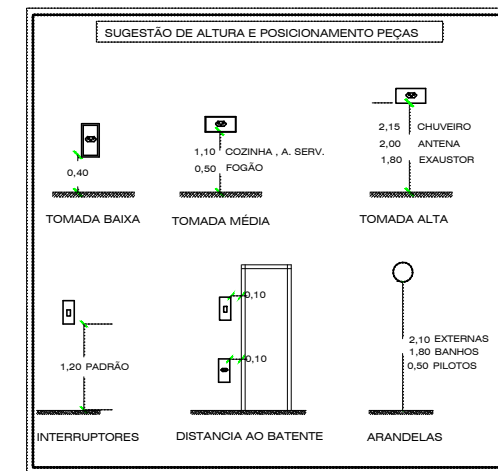 SUGESTÃO DE ALTURA E POSICIONAMENTO PEÇAS
0,40
TOMADA BAIXA
1,10 COZINHA , A. SERV.
0,50 FOGÃO
TOMADA MÉDIA
2,15 CHUVEIRO
2,00 ANTENA
1,80 EXAUSTOR
TOMADA ALTA
1,20 PADRÃO
INTERRUPTORES
0,10
0,10
DISTANCIA AO BATENTE
2,10 EXTERNAS
1,80 BANHOS
0,50 PILOTOS
ARANDELAS